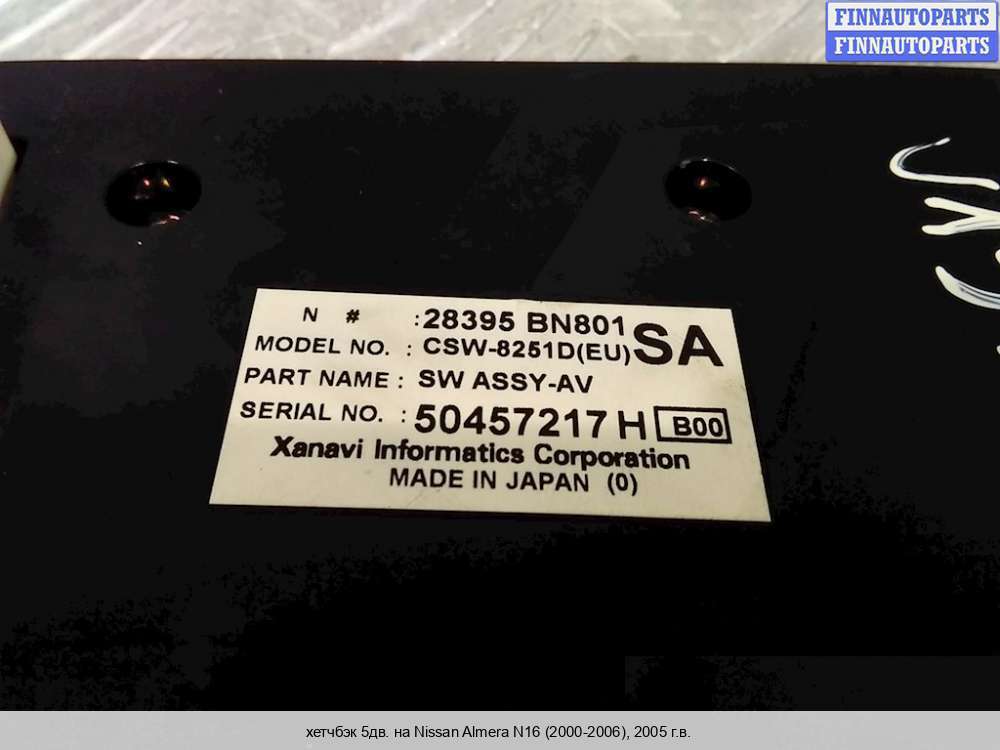 FINNAUTOPARTS
FINNAUTOPARTS
N # : 28395 BN801 SA
MODEL NO. : CSW-8251D(EU)
PART NAME : SW ASSY-AV
SERIAL NO. : 50457217 H B00
Xanavi Informatics Corporation
MADE IN JAPAN (0)
хетчбэк 5дв. на Nissan Almera N16 (2000-2006), 2005 г.в.